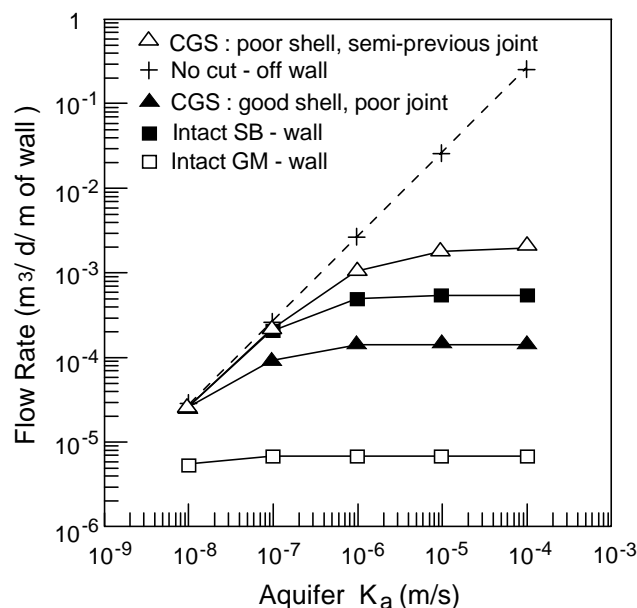 1
CGS : poor shell, semi-previous joint
No cut - off wall
10-1
CGS : good shell, poor joint
Intact SB - wall
10-2
Intact GM - wall
10-3
10-4
10-5
10-6
Flow Rate (m3/ d/ m of wall)
10-9 10-8 10-7 10-6 10-5 10-4 10-3
Aquifer Ka (m/s)